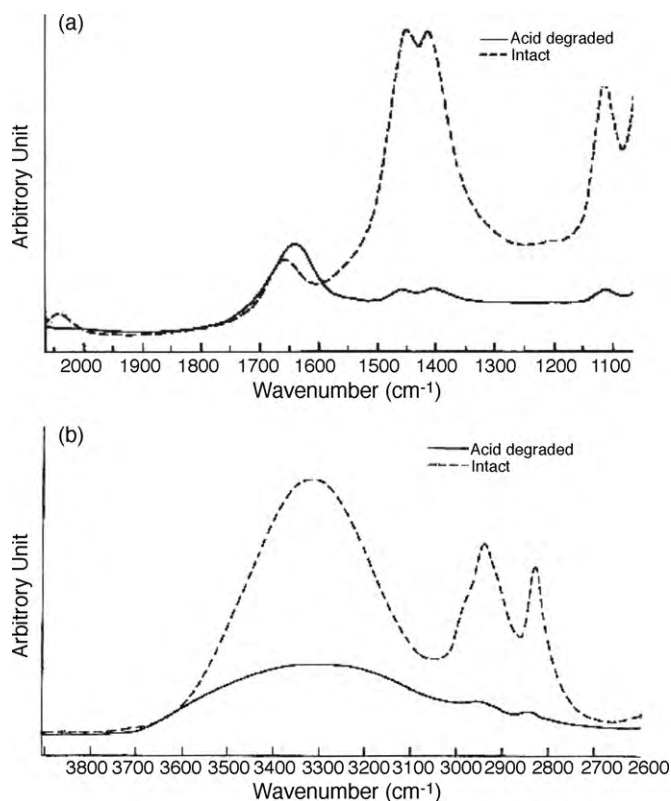 (a)
Acid degraded
Intact
Arbitrory Unit
2000 1900 1800 1700 1600 1500 1400 1300 1200 1100
Wavenumber (cm-1)
(b)
Acid degraded
Intact
Arbitrory Unit
3800 3700 3600 3500 3400 3300 3200 3100 3000 2900 2800 2700 2600
Wavenumber (cm-1)